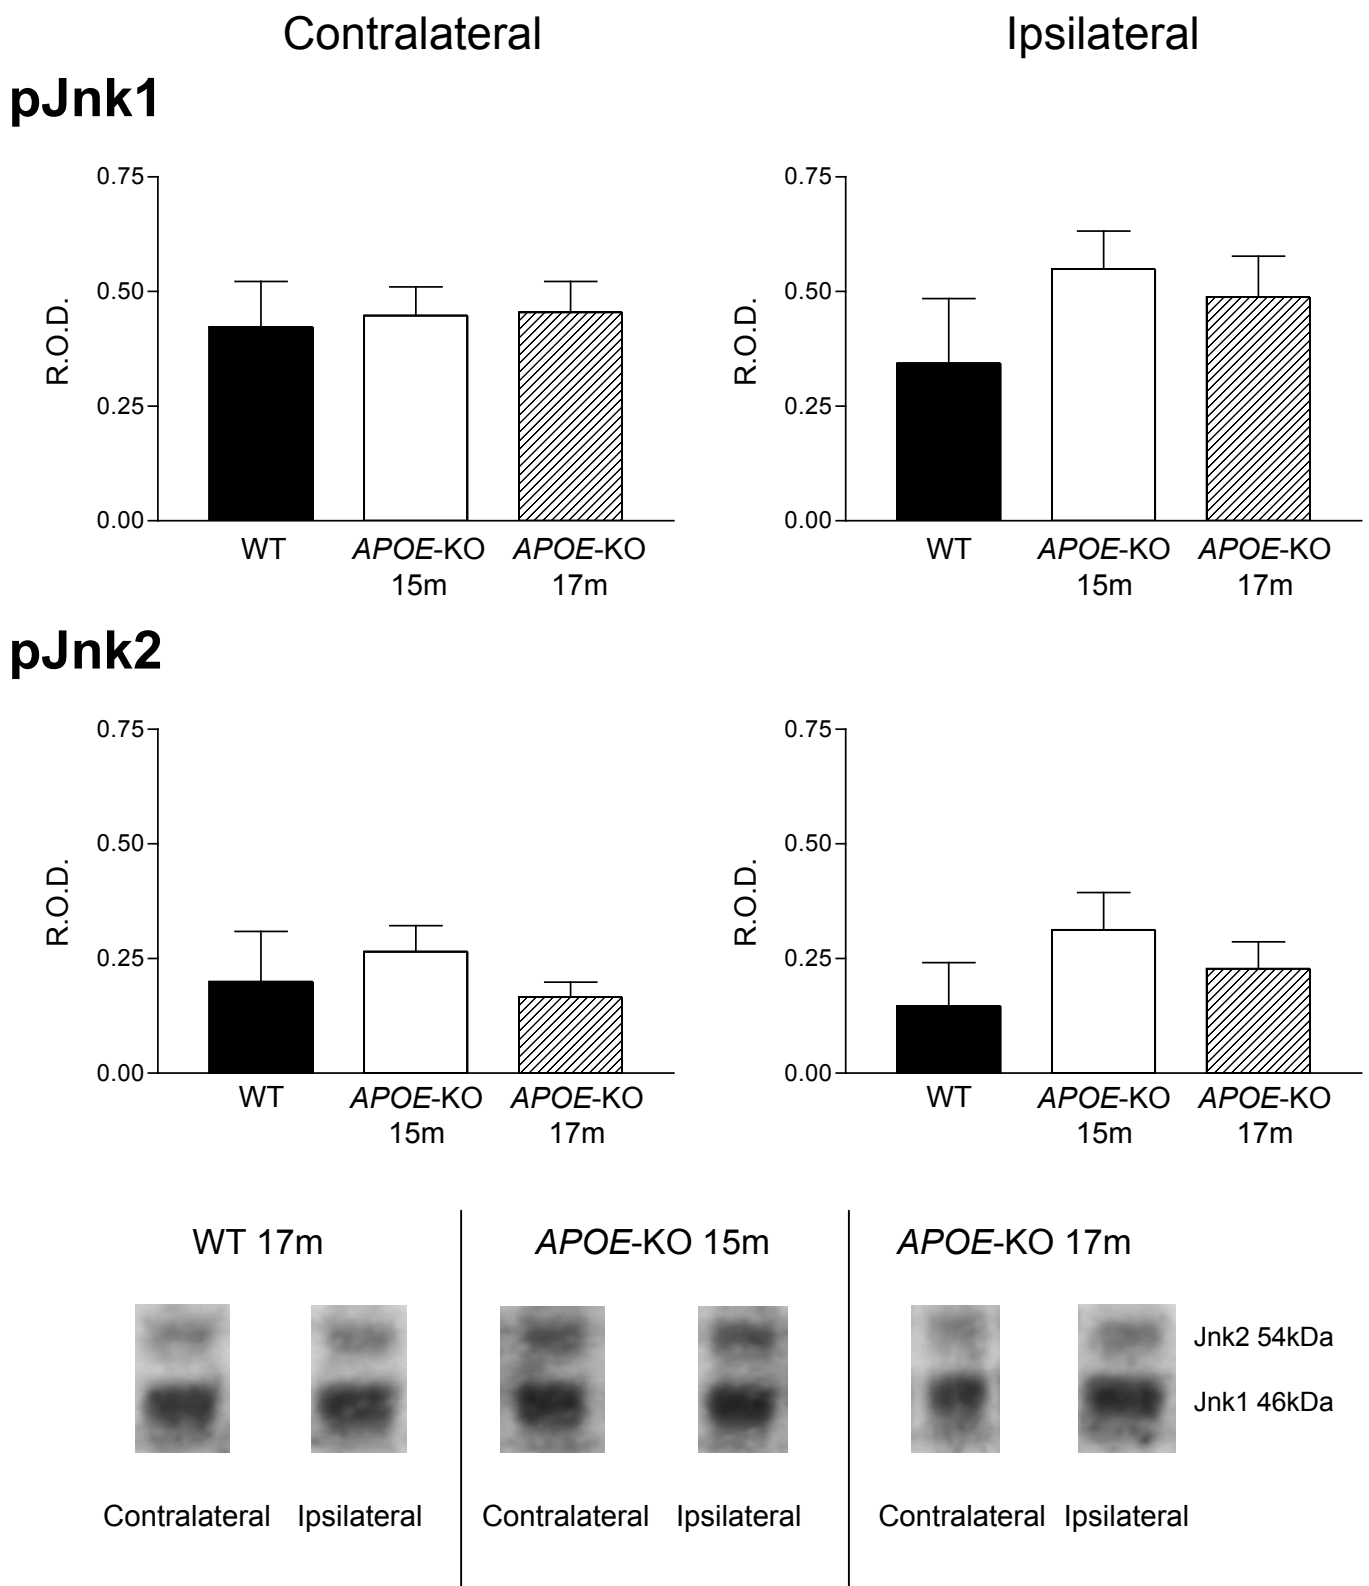 Contralateral Ipsilateral
pJnk1
0.75 0.75
0.50 0.50
R.O.D. R.O.D.
0.25 0.25
0.00 0.00
WT APOE-KO APOE-KO WT APOE-KO APOE-KO
15m 17m 15m 17m
pJnk2
0.75 0.75
0.50 0.50
R.O.D. R.O.D.
0.25 0.25
0.00 0.00
WT APOE-KO APOE-KO WT APOE-KO APOE-KO
15m 17m 15m 17m
WT 17m APOE-KO 15m APOE-KO 17m
Jnk2 54kDa
Jnk1 46kDa
Contralateral Ipsilateral Contralateral Ipsilateral Contralateral Ipsilateral